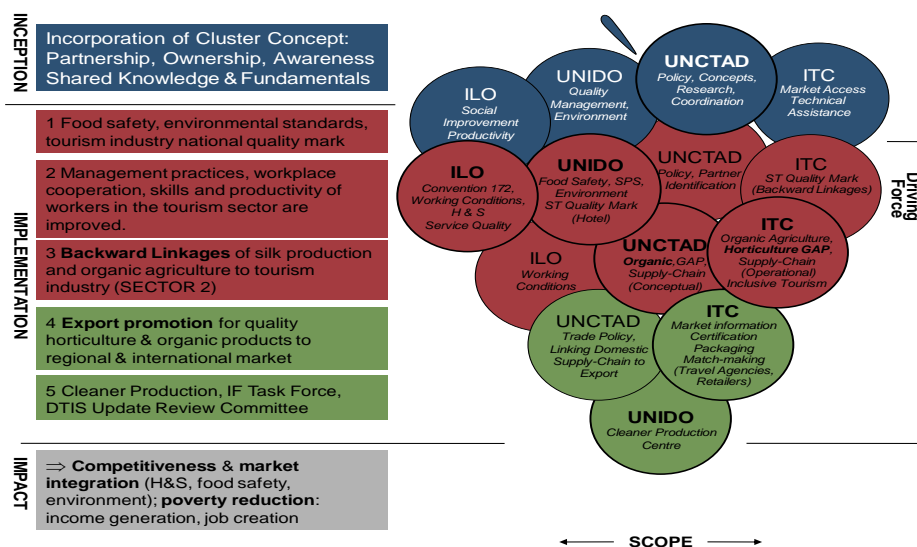 INCEPTION
Incorporation of Cluster Concept:
Partnership, Ownership, Awareness
Shared Knowledge & Fundamentals
IMPLEMENTATION
1 Food safety, environmental standards,
tourism industry national quality mark
2 Management practices, workplace
cooperation, skills and productivity of
workers in the tourism sector are
improved.
3 Backward Linkages of silk production
and organic agriculture to tourism
industry (SECTOR 2)
4 Export promotion for quality
horticulture & organic products to
regional & international market
5 Cleaner Production, IF Task Force,
DTIS Update Review Committee
IMPACT
⇒ Competitiveness & market
integration (H&S, food safety,
environment); poverty reduction:
income generation, job creation
ILO
Social
Improvement
Productivity
UNIDO
Quality
Management,
Environment
UNCTAD
Policy, Concepts,
Research,
Coordination
ITC
Market Access
Technical
Assistance
ILO
Convention 172,
Working Conditions,
H & S
Service Quality
UNIDO
Food Safety, SPS,
Environment
ST Quality Mark
(Hotel)
UNCTAD
Policy, Partner
Identification
ITC
ST Quality Mark
(Backward Linkages)
ILO
Working
Conditions
UNCTAD
Organic,GAP,
Supply-Chain
(Conceptual)
ITC
Organic Agriculture,
Horticulture GAP,
Supply-Chain
(Operational)
Inclusive Tourism
UNCTAD
Trade Policy,
Linking Domestic
Supply-Chain to
Export
ITC
Market information
Certification
Packaging
Match-making
(Travel Agencies,
Retailers)
UNIDO
Cleaner Production
Centre
Driving
Force
SCOPE